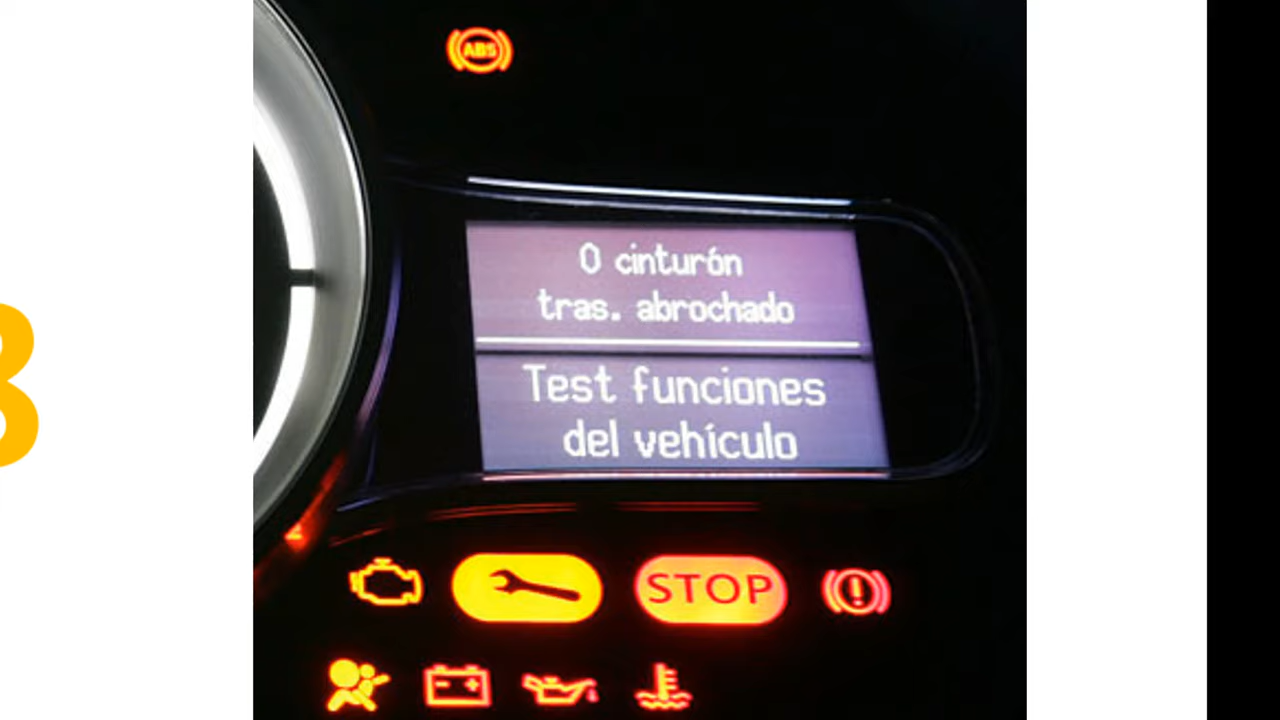 ABS
0 cinturón
tras. abrochado
Test funciones
del vehículo
STOP